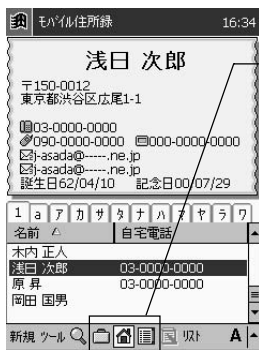 モバイル住所録 16:34
浅日 次郎
〒150-0012
東京都渋谷区広尾1-1
03-0000-0000
090-0000-0000 000-0000-0000
j-asada@-----.ne.jp
j-asada@-----.ne.jp
誕生日62/04/10 記念日00/07/29
1 a ア カ サ タ ナ ハ マ ヤ ラ ワ
名前 自宅電話
木内 正人
浅日 次郎 03-0000-0000
原 昇 03-0000-0000
岡田 国男
新規 ツール リスト A